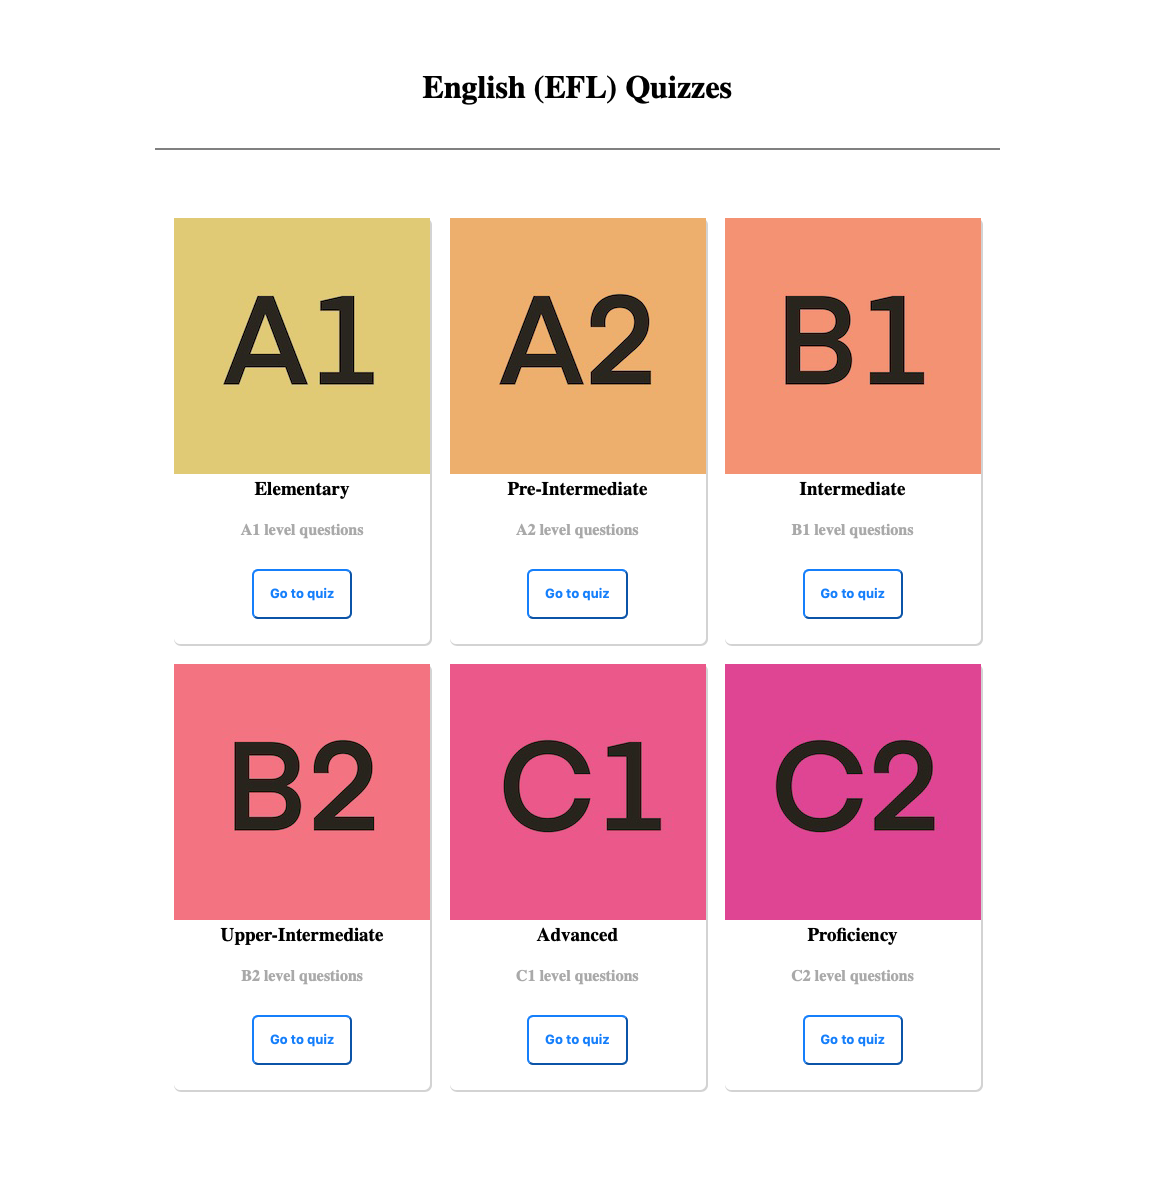 English (EFL) Quizzes
A1
Elementary
A1 level questions
Go to quiz
A2
Pre-Intermediate
A2 level questions
Go to quiz
B1
Intermediate
B1 level questions
Go to quiz
B2
Upper-Intermediate
B2 level questions
Go to quiz
C1
Advanced
C1 level questions
Go to quiz
C2
Proficiency
C2 level questions
Go to quiz